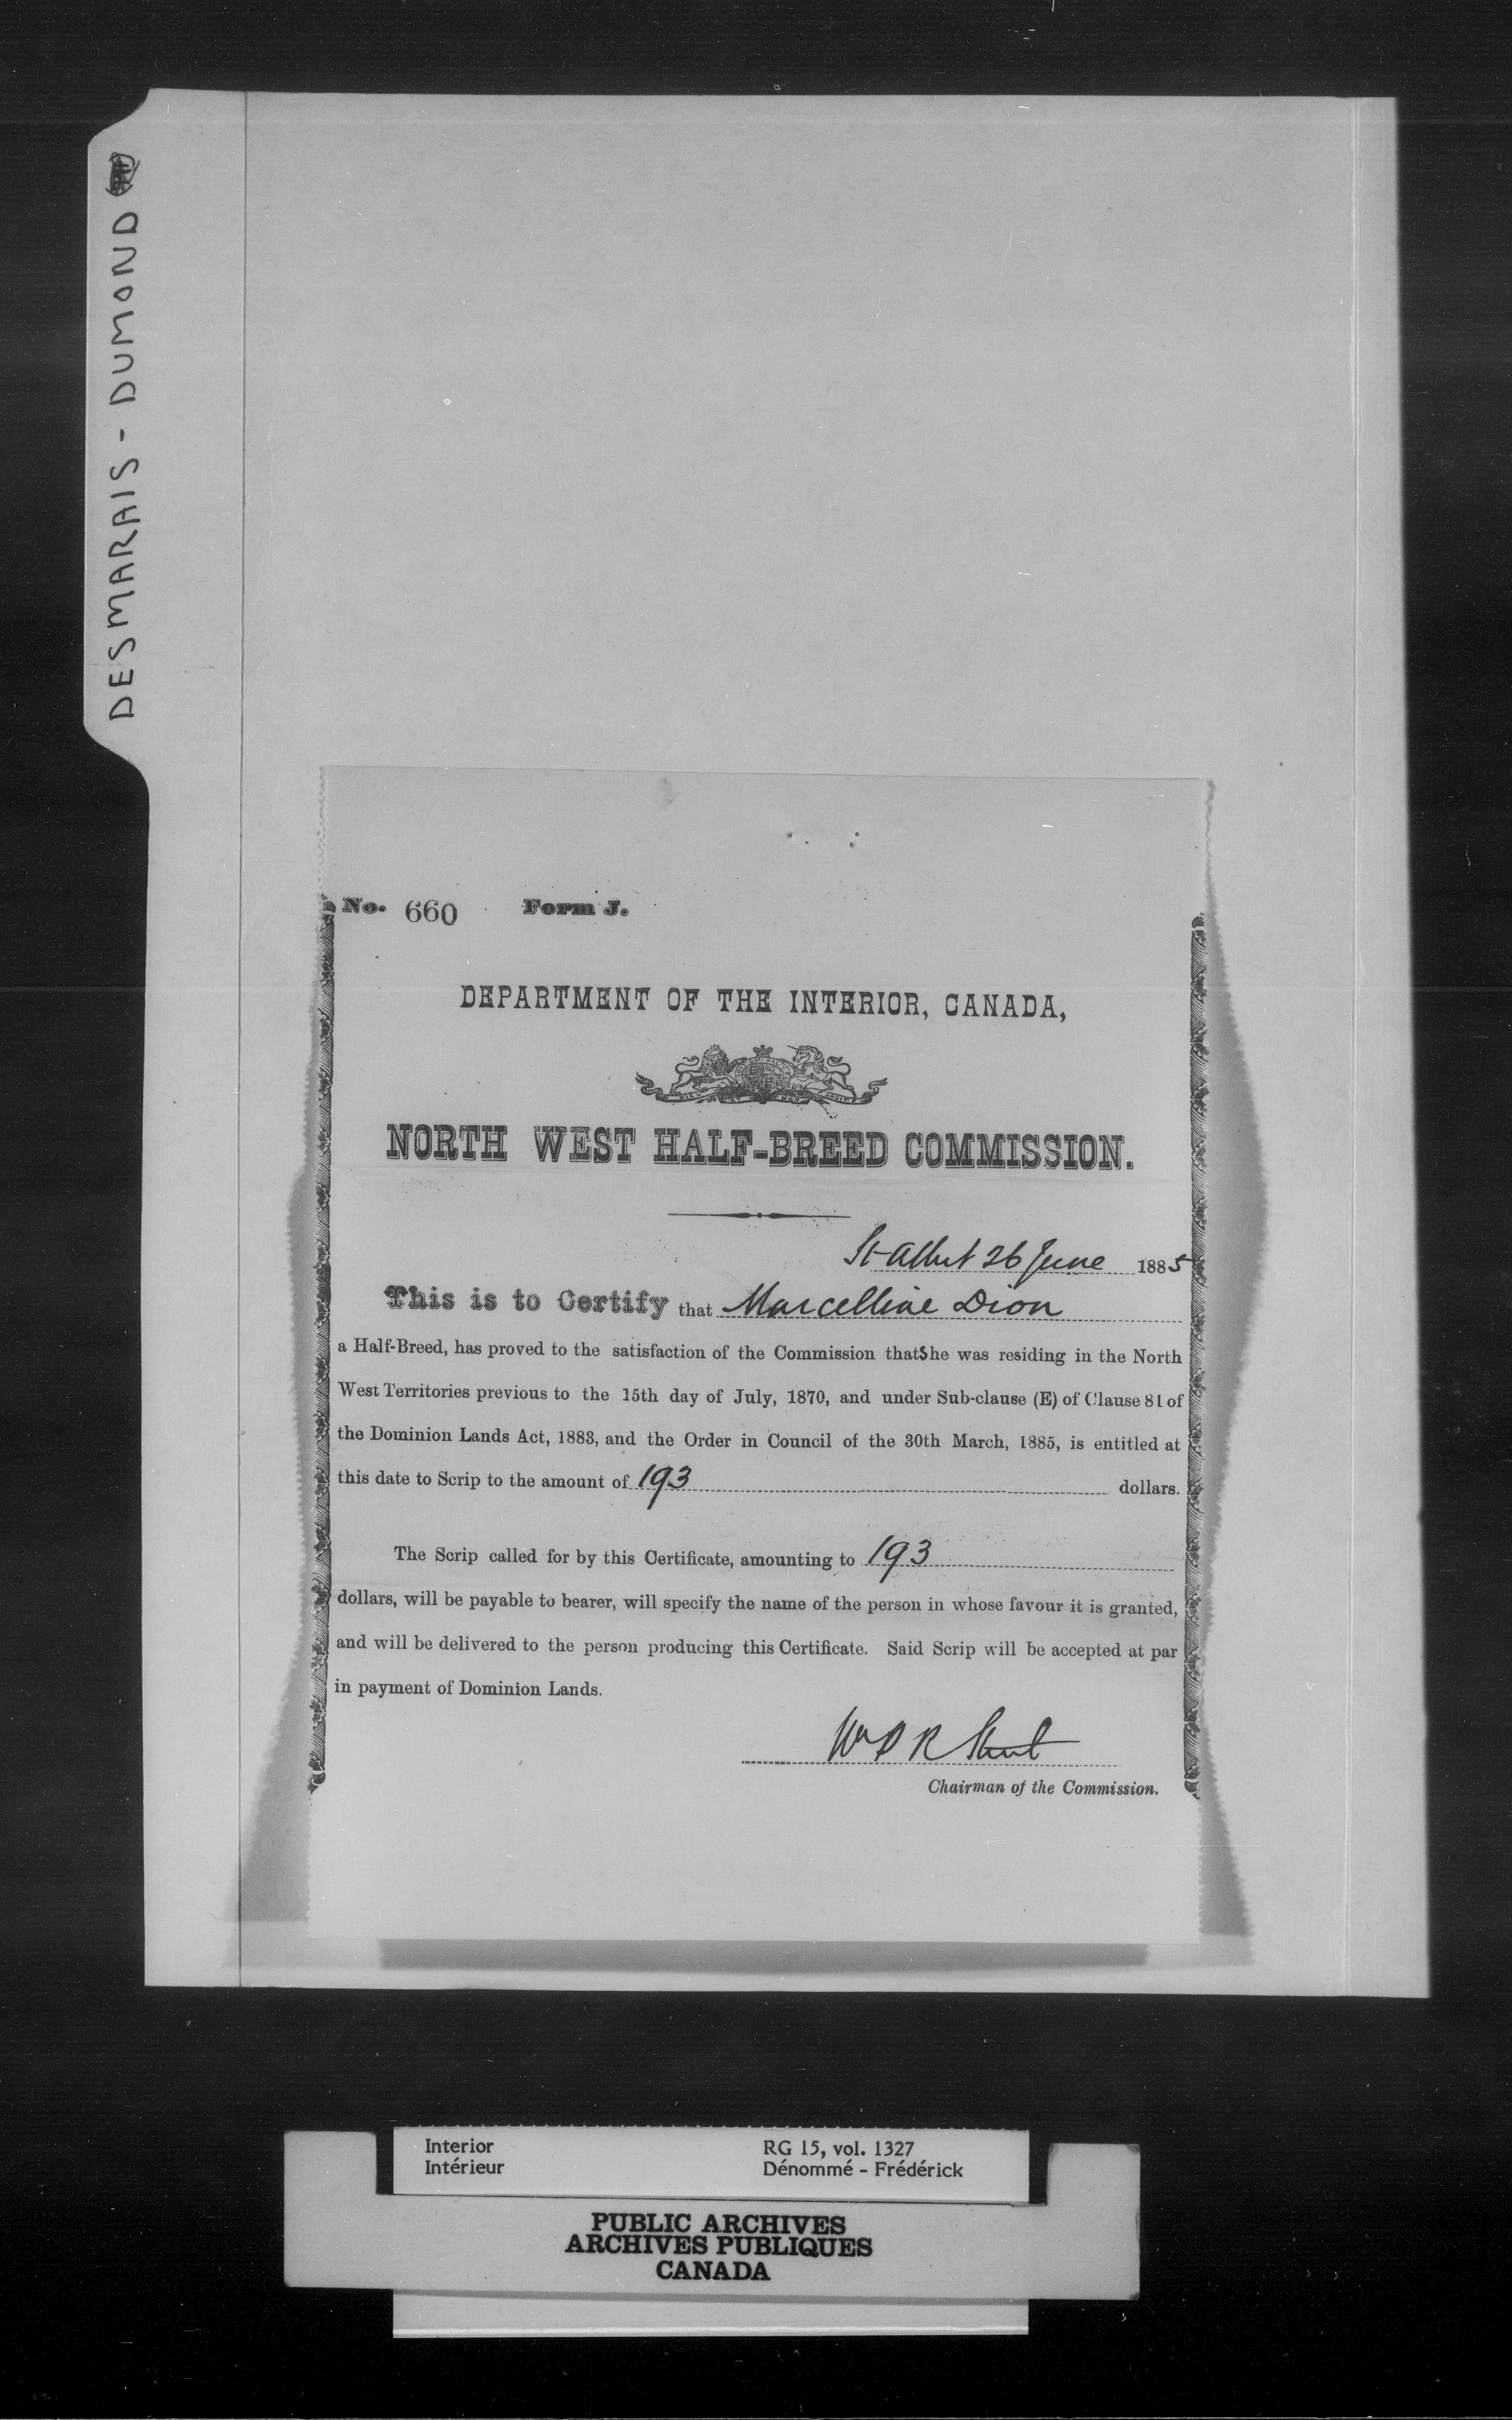 DESMARAIS - DUMOND
No. 660 Form J.
DEPARTMENT OF THE INTERIOR, CANADA,
NORTH WEST HALF-BREED COMMISSION.
St Albert 26 June 1885
This is to Certify that Marcelline Dion
a Half-Breed, has proved to the satisfaction of the Commission that She was residing in the North
West Territories previous to the 15th day of July, 1870, and under Sub-clause (E) of Clause 81 of
the Dominion Lands Act, 1883, and the Order in Council of the 30th March, 1885, is entitled at
this date to Scrip to the amount of 193 dollars.
The Scrip called for by this Certificate, amounting to 193
dollars, will be payable to bearer, will specify the name of the person in whose favour it is granted,
and will be delivered to the person producing this Certificate. Said Scrip will be accepted at par
in payment of Dominion Lands.
Wm P R Street
Chairman of the Commission.
Interior RG 15, vol. 1327
Intérieur Dénommé - Frédérick
PUBLIC ARCHIVES
ARCHIVES PUBLIQUES
CANADA